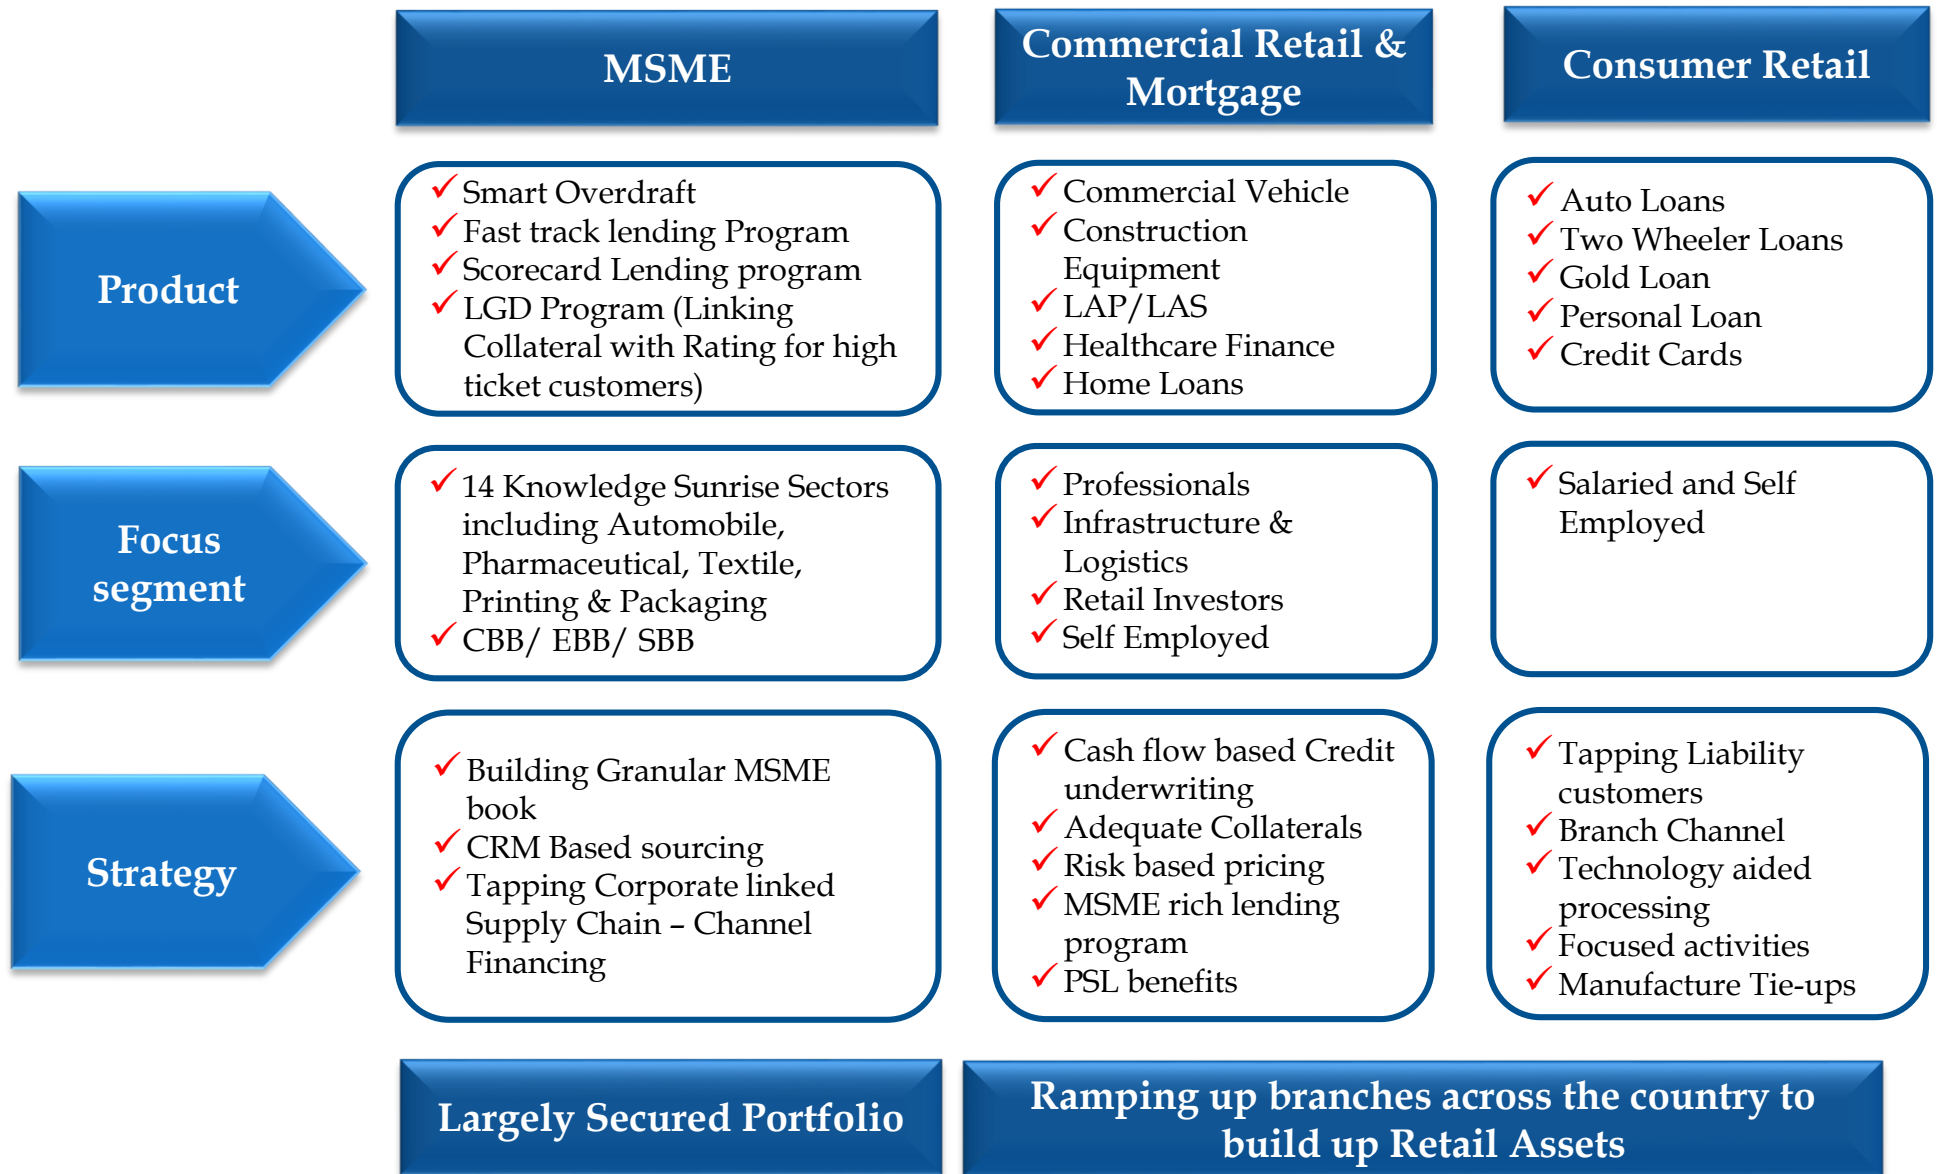 MSME
Commercial Retail &
Mortgage
Consumer Retail
Product
✓ Smart Overdraft
✓ Fast track lending Program
✓ Scorecard Lending program
✓ LGD Program (Linking
Collateral with Rating for high
ticket customers)
✓ Commercial Vehicle
✓ Construction
Equipment
✓ LAP/LAS
✓ Healthcare Finance
✓ Home Loans
✓ Auto Loans
✓ Two Wheeler Loans
✓ Gold Loan
✓ Personal Loan
✓ Credit Cards
Focus
segment
✓ 14 Knowledge Sunrise Sectors
including Automobile,
Pharmaceutical, Textile,
Printing & Packaging
✓ CBB/ EBB/ SBB
✓ Professionals
✓ Infrastructure &
Logistics
✓ Retail Investors
✓ Self Employed
✓ Salaried and Self
Employed
Strategy
✓ Building Granular MSME
book
✓ CRM Based sourcing
✓ Tapping Corporate linked
Supply Chain – Channel
Financing
✓ Cash flow based Credit
underwriting
✓ Adequate Collaterals
✓ Risk based pricing
✓ MSME rich lending
program
✓ PSL benefits
✓ Tapping Liability
customers
✓ Branch Channel
✓ Technology aided
processing
✓ Focused activities
✓ Manufacture Tie-ups
Largely Secured Portfolio
Ramping up branches across the country to
build up Retail Assets